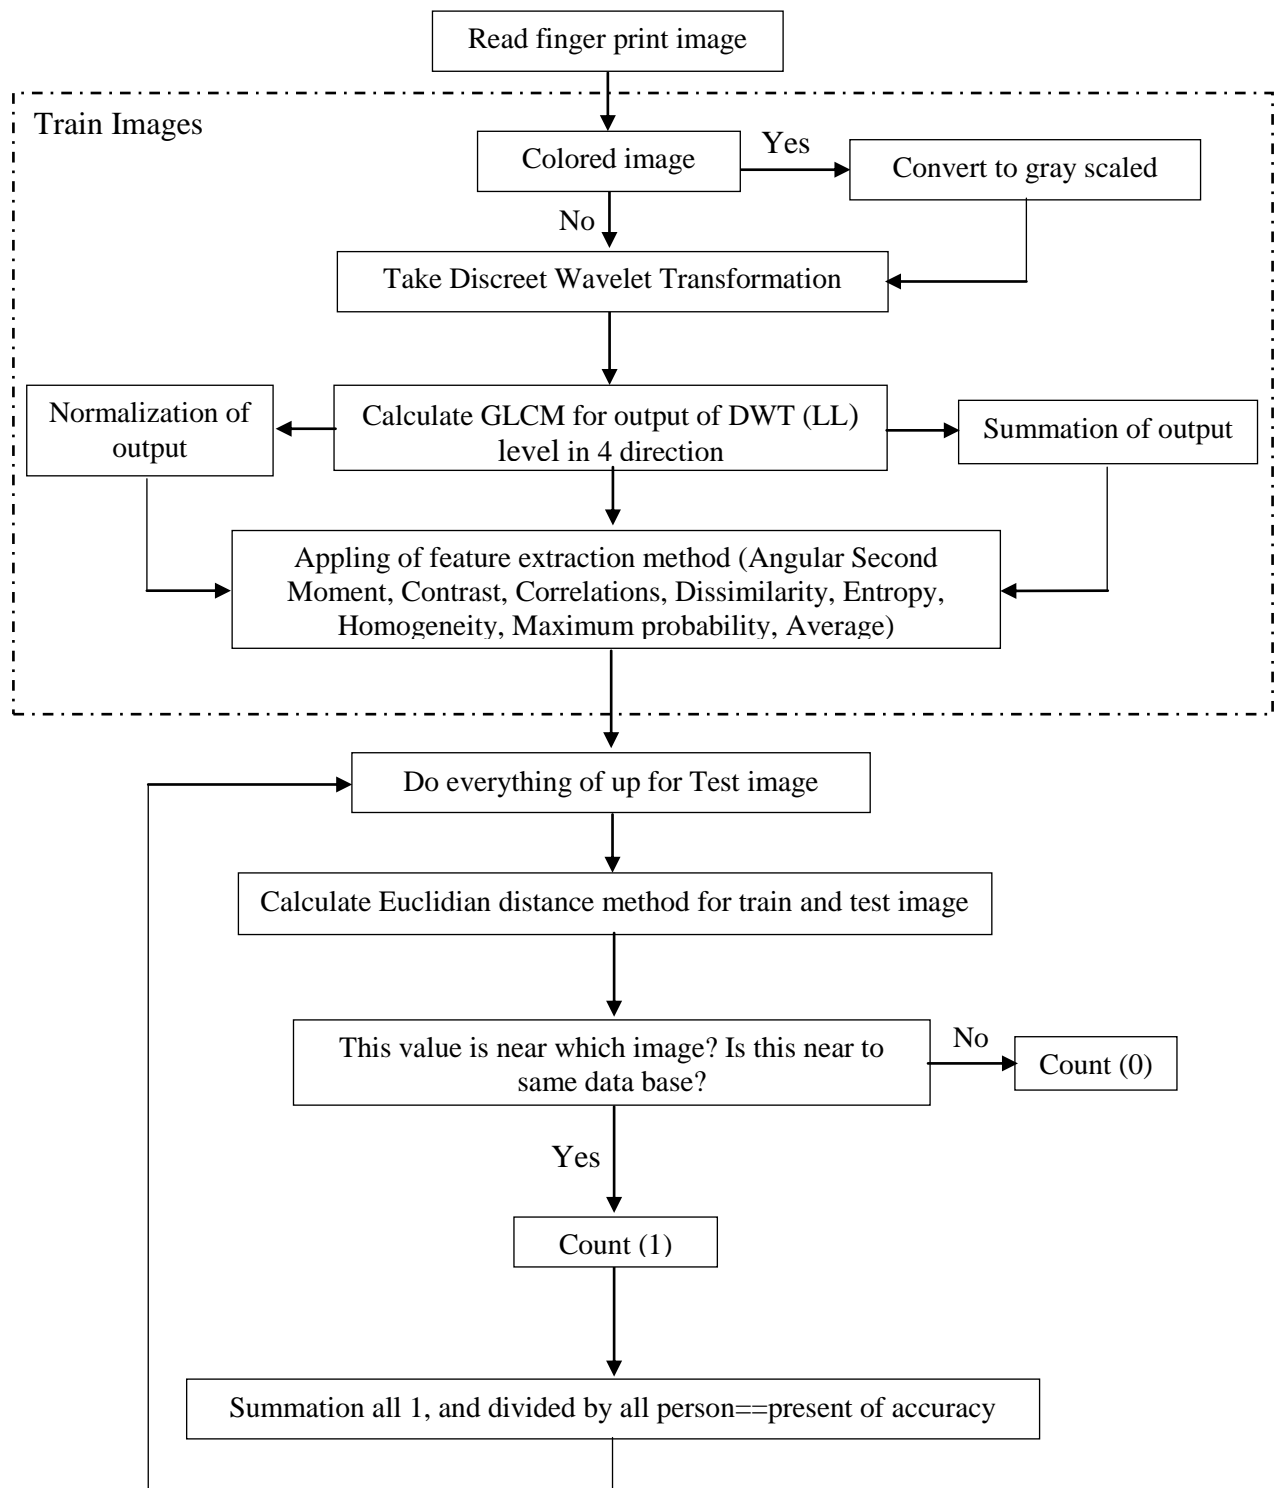 Read finger print image
Train Images
Colored image
Yes
Convert to gray scaled
No
Take Discreet Wavelet Transformation
Normalization of
output
Calculate GLCM for output of DWT (LL)
level in 4 direction
Summation of output
Appling of feature extraction method (Angular Second
Moment, Contrast, Correlations, Dissimilarity, Entropy,
Homogeneity, Maximum probability, Average)
Do everything of up for Test image
Calculate Euclidian distance method for train and test image
This value is near which image? Is this near to
same data base?
No
Count (0)
Yes
Count (1)
Summation all 1, and divided by all person==present of accuracy